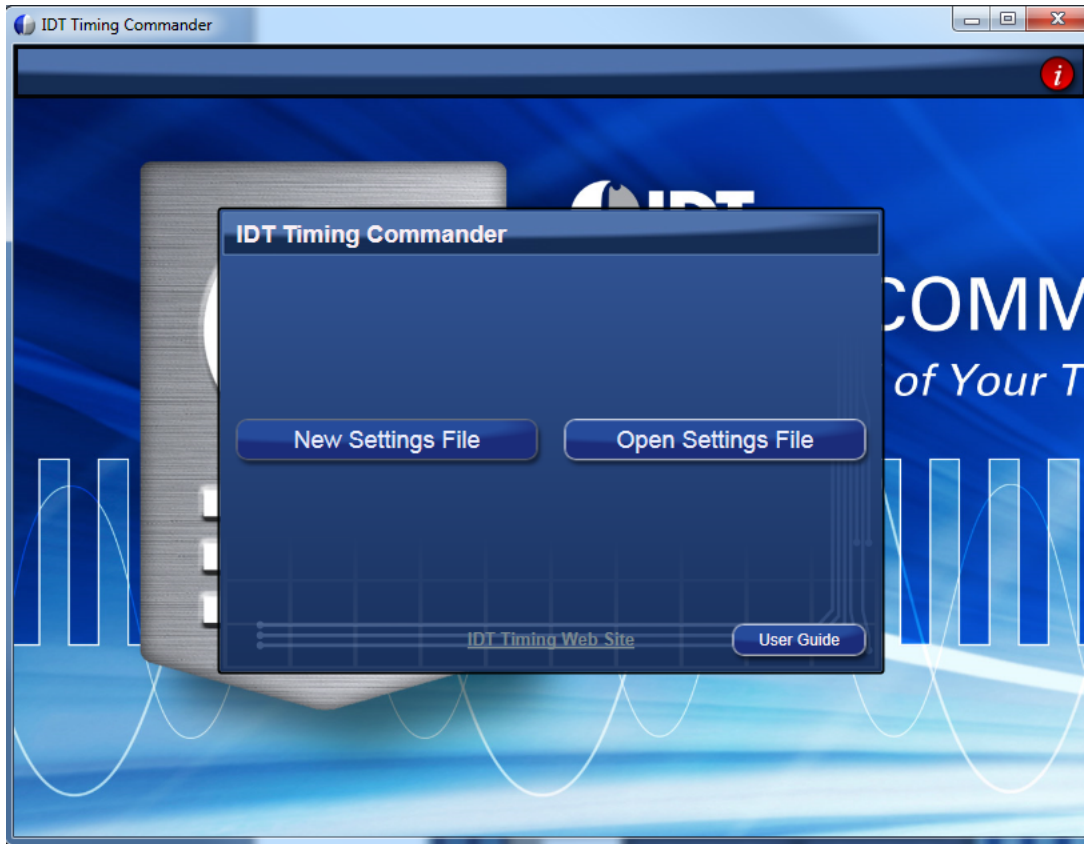 IDT Timing Commander
i
IDT
IDT Timing Commander
COMM
of Your T
New Settings File
Open Settings File
IDT Timing Web Site
User Guide